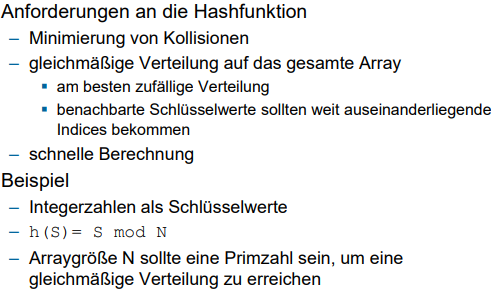 Anforderungen an die Hashfunktion
– Minimierung von Kollisionen
– gleichmäßige Verteilung auf das gesamte Array
▪ am besten zufällige Verteilung
▪ benachbarte Schlüsselwerte sollten weit auseinanderliegende
Indices bekommen
– schnelle Berechnung
Beispiel
– Integerzahlen als Schlüsselwerte
– h(S)= S mod N
– Arraygröße N sollte eine Primzahl sein, um eine
gleichmäßige Verteilung zu erreichen